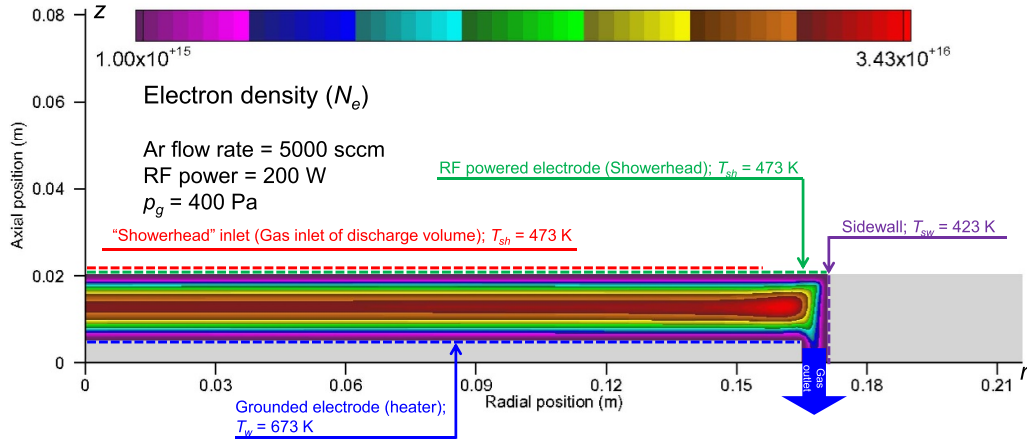 z
0.08
1.00x10+15
3.43x10+16
Electron density (Ne)
0.06
Ar flow rate = 5000 sccm
RF power = 200 W
pg = 400 Pa
RF powered electrode (Showerhead); Tsh = 473 K
0.04
Axial position (m)
"Showerhead" inlet (Gas inlet of discharge volume); Tsh = 473 K
Sidewall; Tsw = 423 K
0.02
0
0 0.03 0.06 0.09 0.12 0.15 0.18 0.21 r
Gas
outlet
Radial position (m)
Grounded electrode (heater);
Tw = 673 K